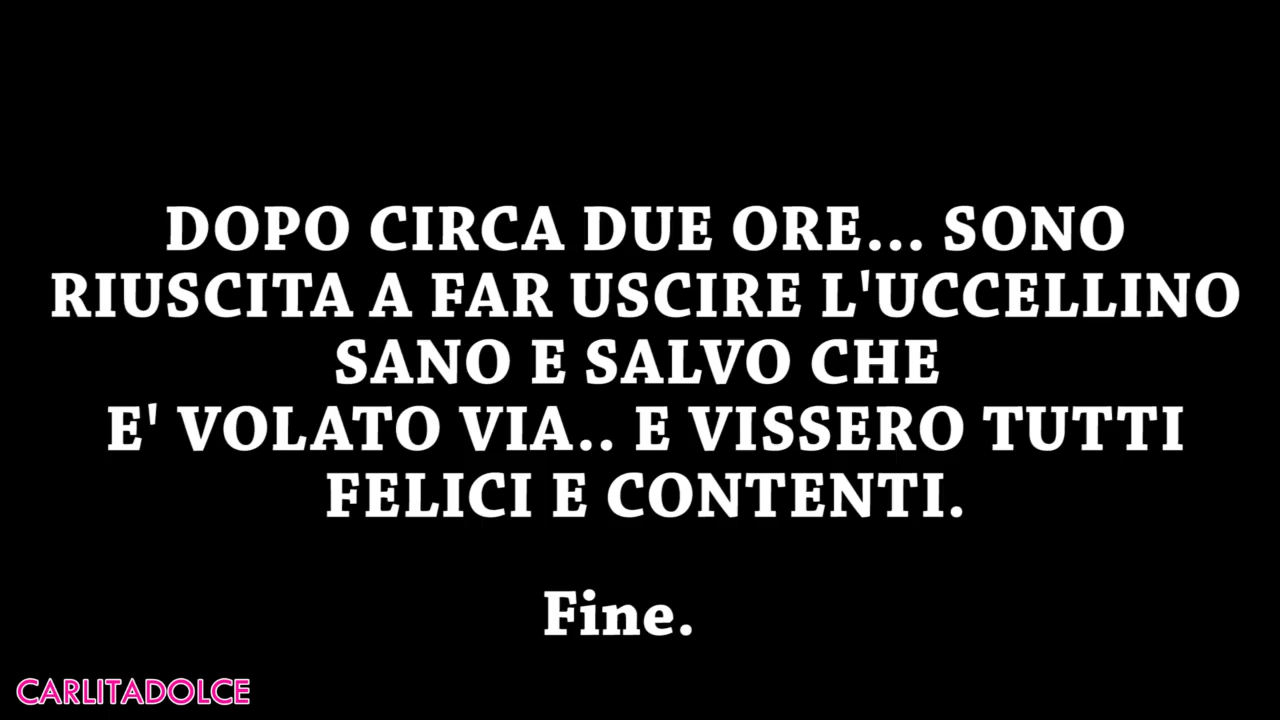 DOPO CIRCA DUE ORE... SONO
RIUSCITA A FAR USCIRE L'UCCELLINO
SANO E SALVO CHE
E' VOLATO VIA.. E VISSERO TUTTI
FELICI E CONTENTI.
Fine.
CARLITADOLCE